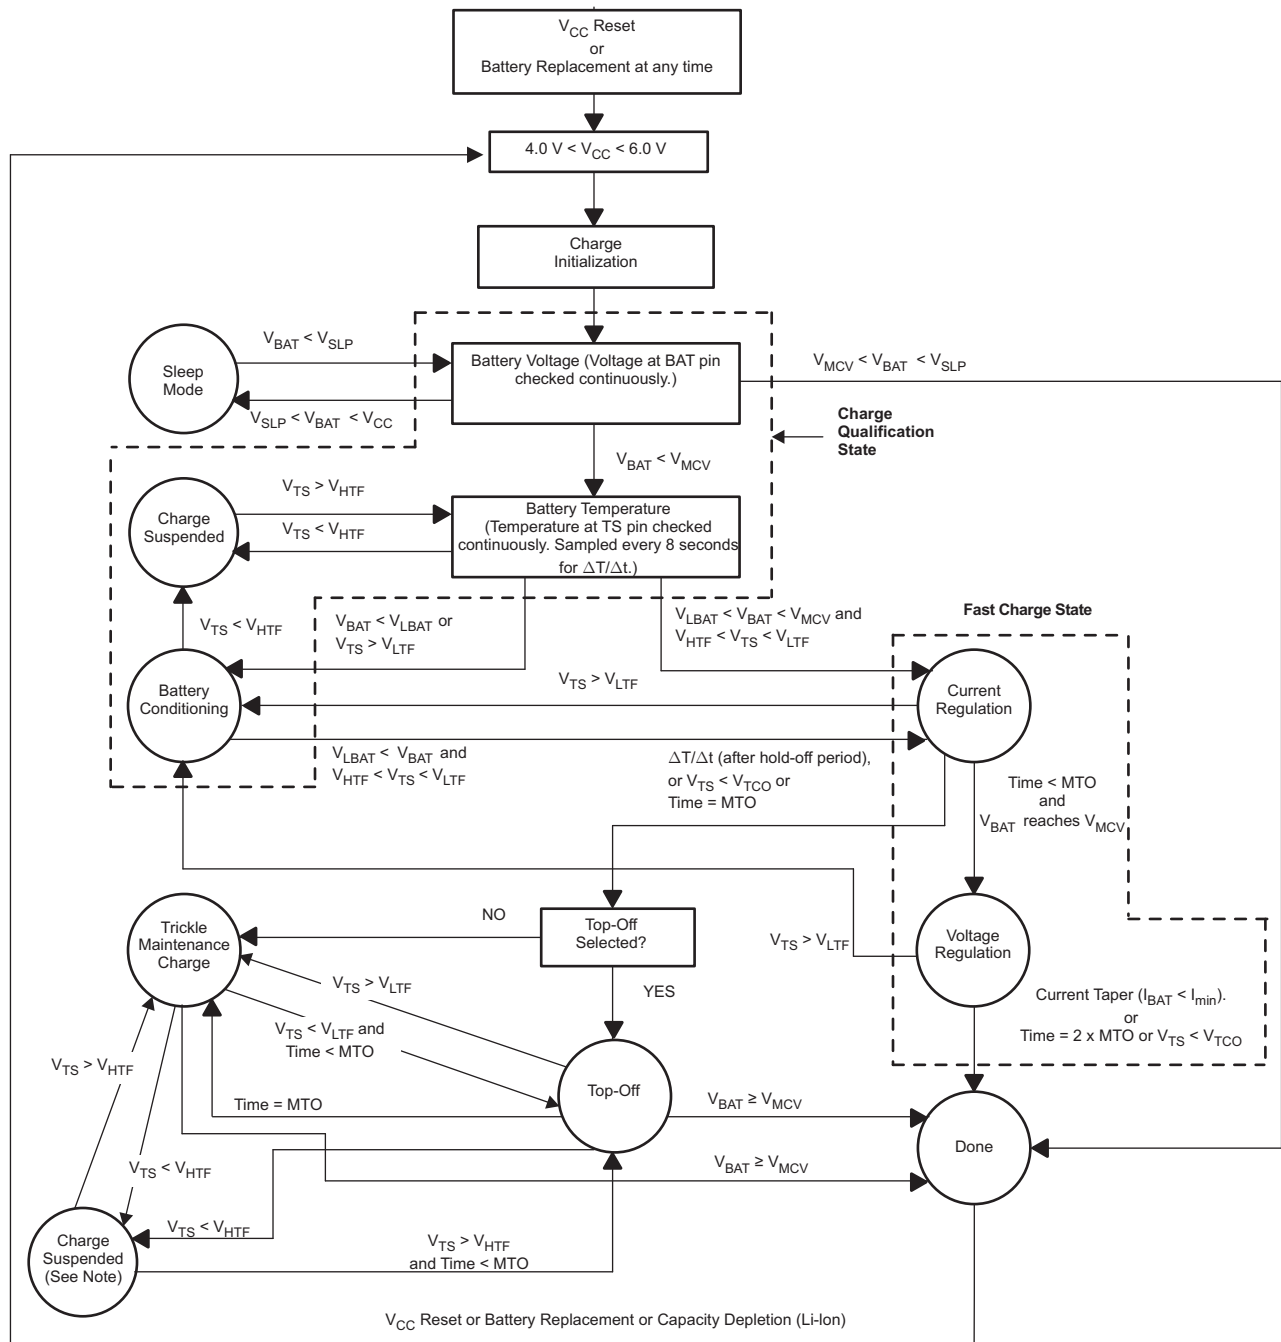 V_CC Reset
or
Battery Replacement at any time
4.0 V < V_CC < 6.0 V
Charge
Initialization
V_BAT < V_SLP
Sleep
Mode
V_SLP < V_BAT < V_CC
Battery Voltage (Voltage at BAT pin
checked continuously.)
V_MCV < V_BAT < V_SLP
Charge
Qualification
State
V_BAT < V_MCV
V_TS > V_HTF
Charge
Suspended
V_TS < V_HTF
Battery Temperature
(Temperature at TS pin checked
continuously. Sampled every 8 seconds
for ΔT/Δt.)
V_TS < V_HTF
V_BAT < V_LBAT or
V_TS > V_LTF
V_LBAT < V_BAT < V_MCV and
V_HTF < V_TS < V_LTF
Fast Charge State
Battery
Conditioning
V_TS > V_LTF
Current
Regulation
V_LBAT < V_BAT and
V_HTF < V_TS < V_LTF
ΔT/Δt (after hold-off period),
or V_TS < V_TCO or
Time = MTO
Time < MTO
and
V_BAT reaches V_MCV
Trickle
Maintenance
Charge
NO
Top-Off
Selected?
YES
V_TS > V_LTF
Voltage
Regulation
Current Taper (I_BAT < I_min).
or
Time = 2 x MTO or V_TS < V_TCO
V_TS > V_LTF
V_TS < V_LTF and
Time < MTO
V_TS > V_HTF
Time = MTO
Top-Off
V_BAT ≥ V_MCV
Done
V_BAT ≥ V_MCV
V_TS < V_HTF
V_TS < V_HTF
Charge
Suspended
(See Note)
V_TS > V_HTF
and Time < MTO
V_CC Reset or Battery Replacement or Capacity Depletion (Li-Ion)